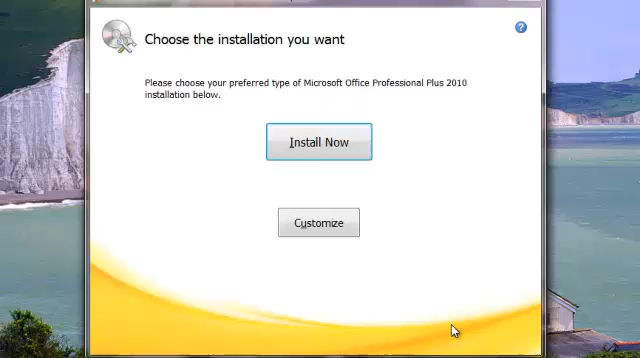 Choose the installation you want
Please choose your preferred type of Microsoft Office Professional Plus 2010
installation below.
Install Now
Customize